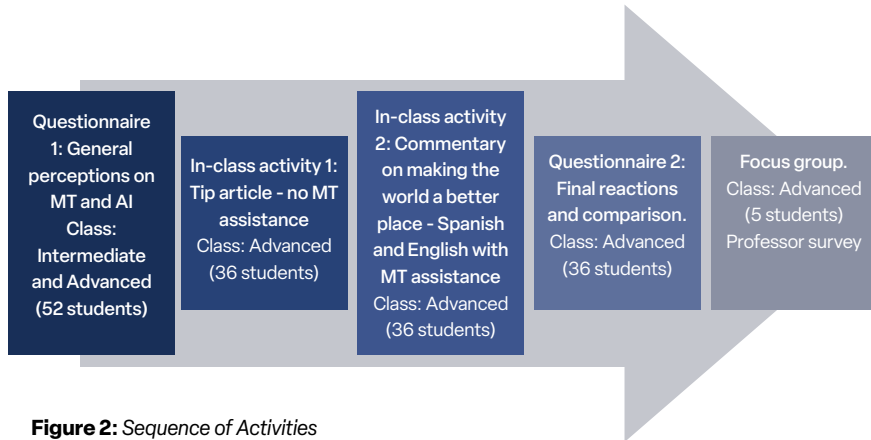 Questionnaire
1: General
perceptions on
MT and AI
Class:
Intermediate
and Advanced
(52 students)
In-class activity 1:
Tip article - no MT
assistance
Class: Advanced
(36 students)
In-class activity
2: Commentary
on making the
world a better
place - Spanish
and English with
MT assistance
Class: Advanced
(36 students)
Questionnaire 2:
Final reactions
and comparison.
Class: Advanced
(36 students)
Focus group.
Class: Advanced
(5 students)
Professor survey
Figure 2: Sequence of Activities